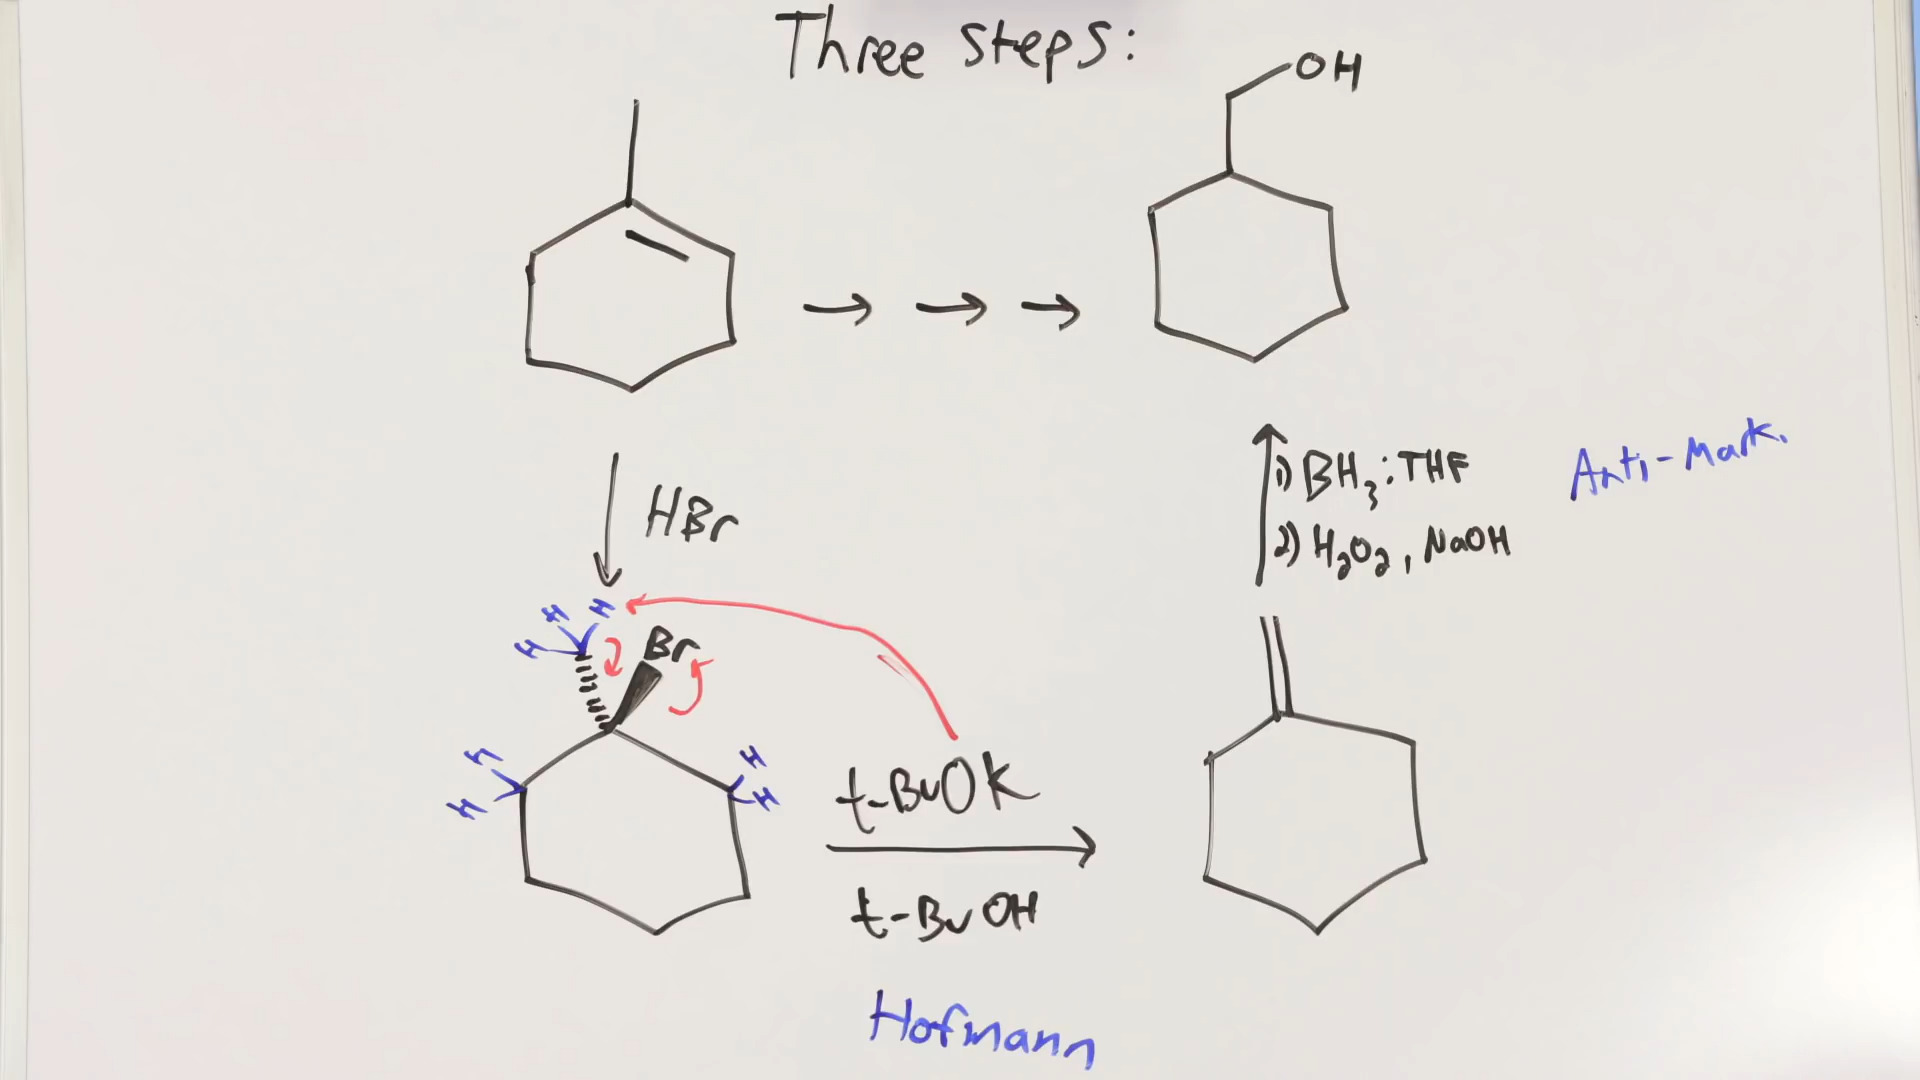 Three Steps:
OH
HBr
1) BH3:THF
2) H2O2, NaOH
Anti-Mark.
H H
H
Br
H
H
H
H
t-BuOK
t-BuOH
Hofmann